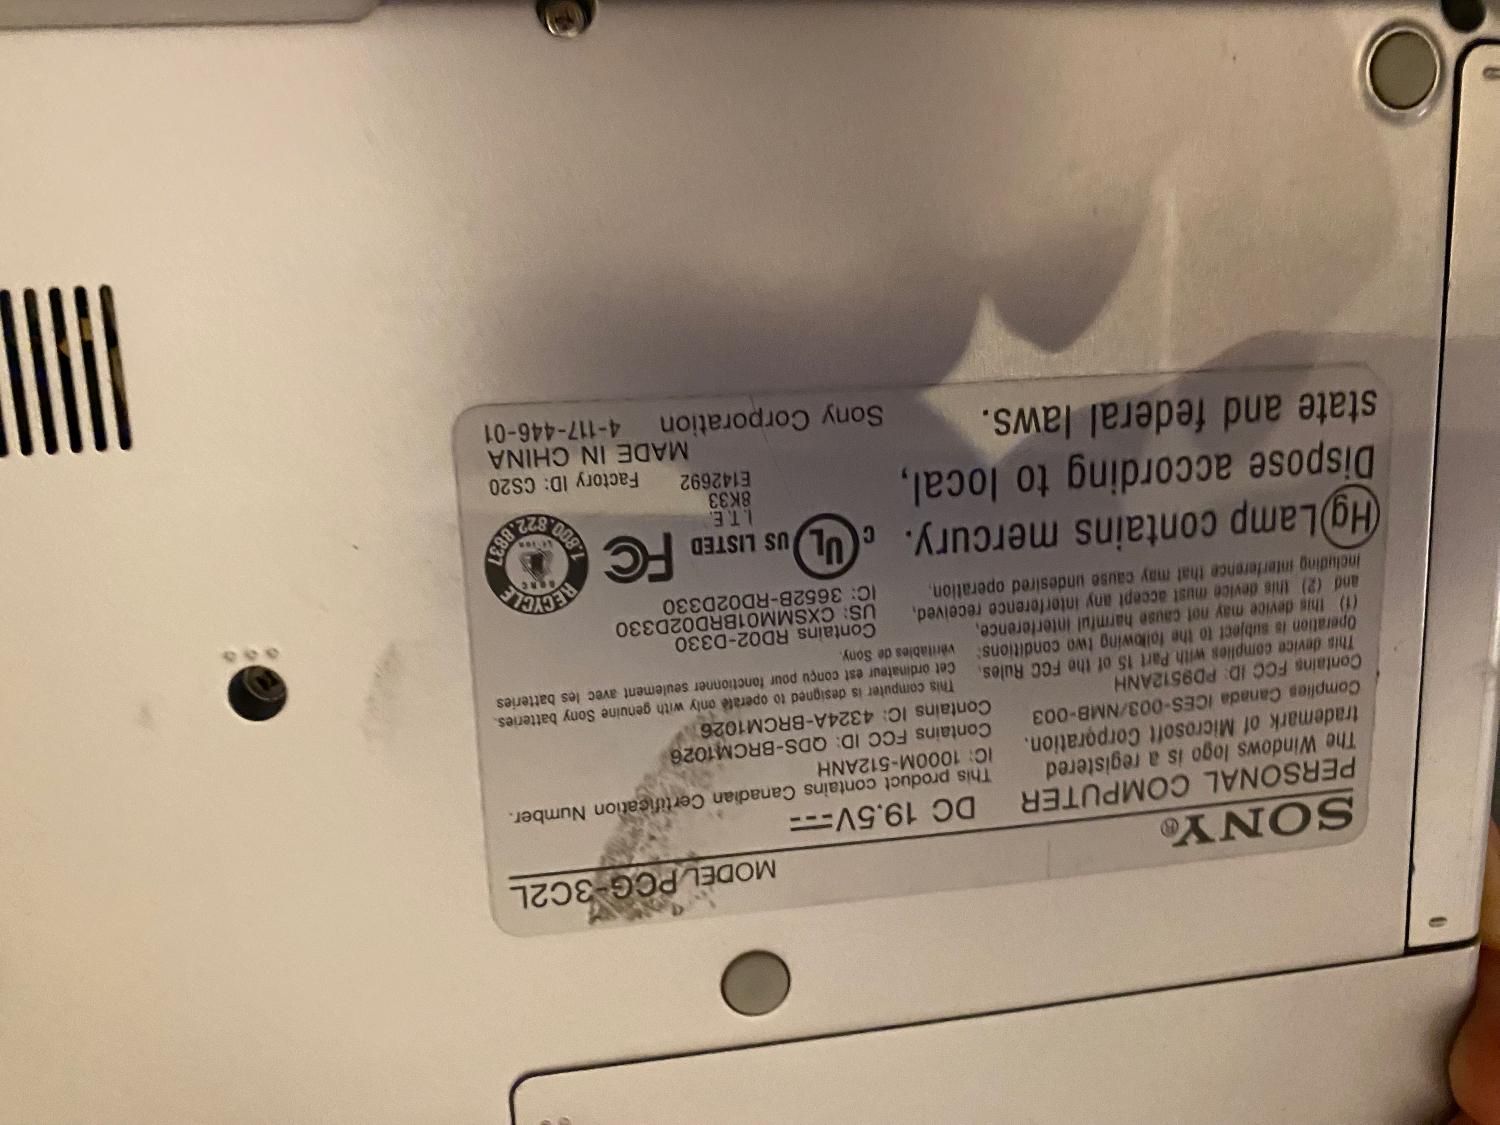 MODEL PCG-3C2L
SONY®
PERSONAL COMPUTER
DC 19.5V
The Windows logo is a registered
trademark of Microsoft Corporation.
Complies Canada ICES-003/NMB-003
Contains FCC ID: PD9512ANH
This device complies with Part 15 of the FCC Rules.
Operation is subject to the following two conditions:
(1) this device may not cause harmful interference,
and (2) this device must accept any interference received,
including interference that may cause undesired operation.
This product contains Canadian Certification Number.
IC: 1000M-512ANH
Contains FCC ID: QDS-BRCM1026
Contains IC: 4324A-BRCM1026
This computer is designed to operate only with genuine Sony batteries.
Cet ordinateur est conçu pour fonctionner seulement avec les batteries
véritables de Sony.
Contains RD02-D330
US: CXSMM01BRD02D330
IC: 3652B-RD02D330
Hg Lamp contains mercury.
Dispose according to local,
state and federal laws.
C UL US LISTED
I.T.E.
8K33
E142692
FC
RECYCLE
RBRC
Li-ion
1.800.822.8837
Factory ID: CS20
MADE IN CHINA
Sony Corporation 4-117-446-01